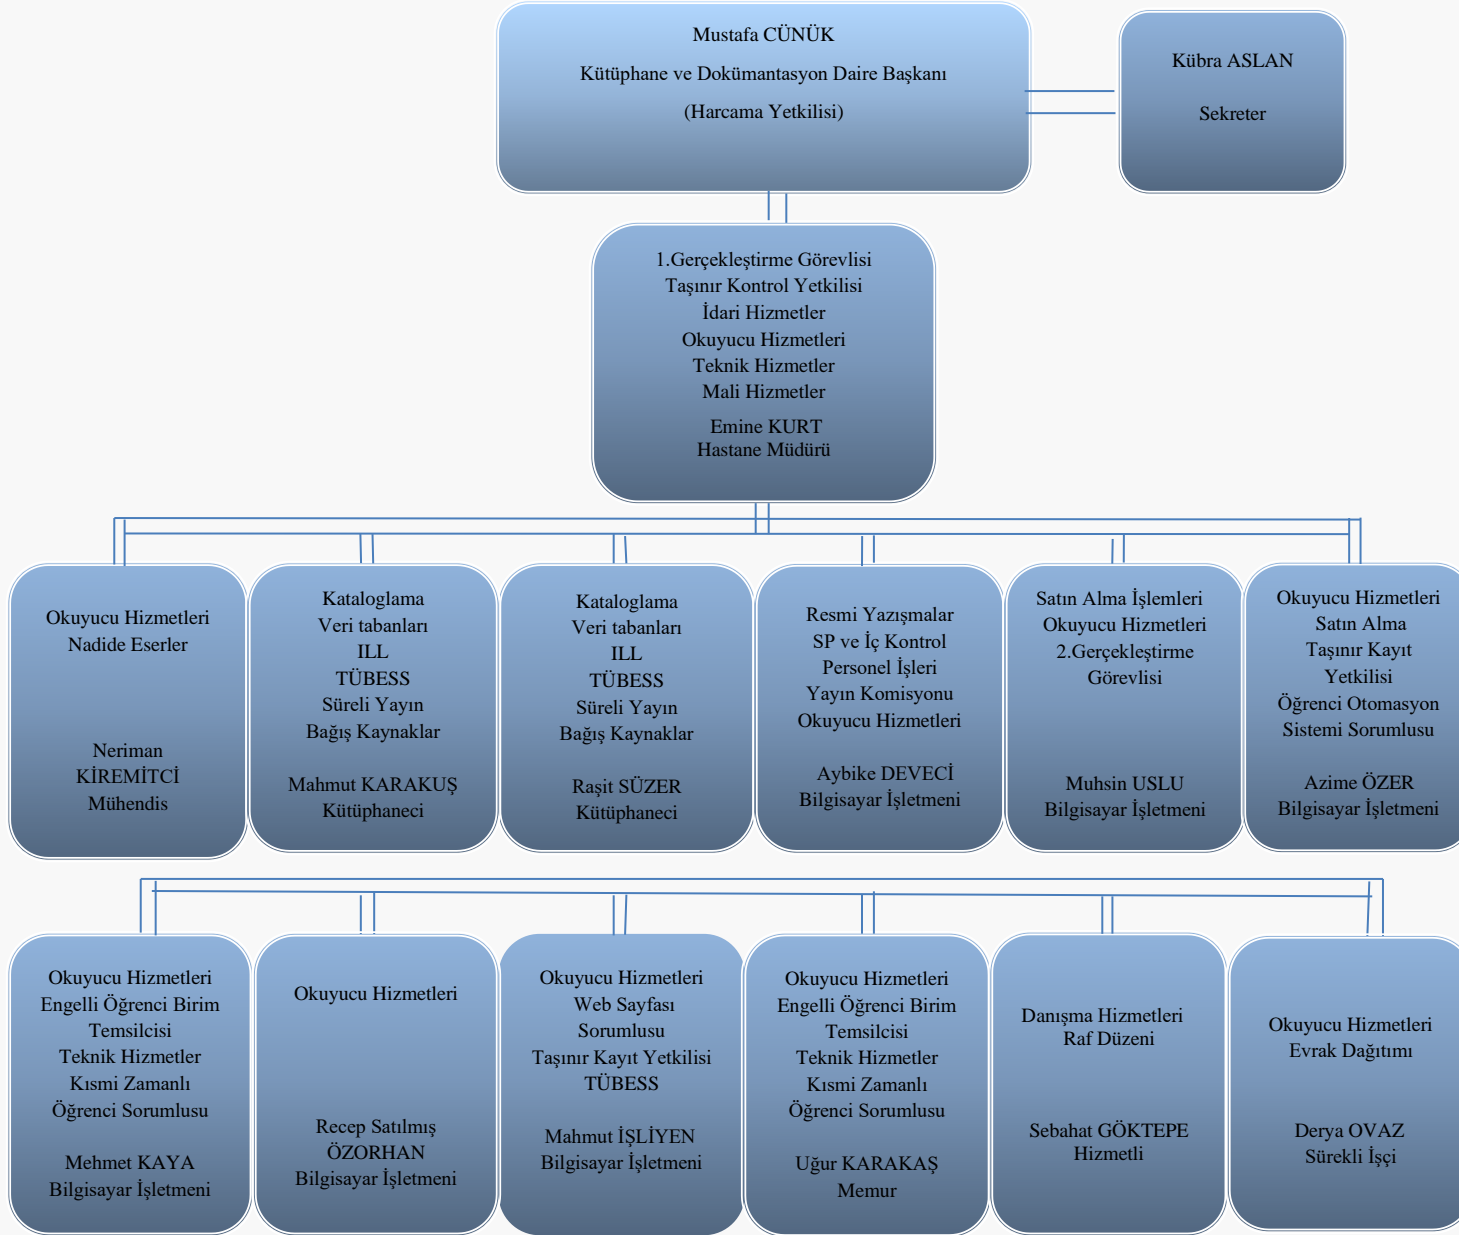 Mustafa CÜNÜK
Kütüphane ve Dokümantasyon Daire Başkanı
(Harcama Yetkilisi)
Kübra ASLAN
Sekreter
1.Gerçekleştirme Görevlisi
Taşınır Kontrol Yetkilisi
İdari Hizmetler
Okuyucu Hizmetleri
Teknik Hizmetler
Mali Hizmetler
Emine KURT
Hastane Müdürü
Okuyucu Hizmetleri
Nadide Eserler
Neriman
KİREMİTCİ
Mühendis
Kataloglama
Veri tabanları
ILL
TÜBESS
Süreli Yayın
Bağış Kaynaklar
Mahmut KARAKUŞ
Kütüphaneci
Kataloglama
Veri tabanları
ILL
TÜBESS
Süreli Yayın
Bağış Kaynaklar
Raşit SÜZER
Kütüphaneci
Resmi Yazışmalar
SP ve İç Kontrol
Personel İşleri
Yayın Komisyonu
Okuyucu Hizmetleri
Aybike DEVECİ
Bilgisayar İşletmeni
Satın Alma İşlemleri
Okuyucu Hizmetleri
2.Gerçekleştirme
Görevlisi
Muhsin USLU
Bilgisayar İşletmeni
Okuyucu Hizmetleri
Satın Alma
Taşınır Kayıt
Yetkilisi
Öğrenci Otomasyon
Sistemi Sorumlusu
Azime ÖZER
Bilgisayar İşletmeni
Okuyucu Hizmetleri
Engelli Öğrenci Birim
Temsilcisi
Teknik Hizmetler
Kısmi Zamanlı
Öğrenci Sorumlusu
Mehmet KAYA
Bilgisayar İşletmeni
Okuyucu Hizmetleri
Recep Satılmış
ÖZORHAN
Bilgisayar İşletmeni
Okuyucu Hizmetleri
Web Sayfası
Sorumlusu
Taşınır Kayıt Yetkilisi
TÜBESS
Mahmut İŞLİYEN
Bilgisayar İşletmeni
Okuyucu Hizmetleri
Engelli Öğrenci Birim
Temsilcisi
Teknik Hizmetler
Kısmi Zamanlı
Öğrenci Sorumlusu
Uğur KARAKAŞ
Memur
Danışma Hizmetleri
Raf Düzeni
Sebahat GÖKTEPE
Hizmetli
Okuyucu Hizmetleri
Evrak Dağıtımı
Derya OVAZ
Sürekli İşçi